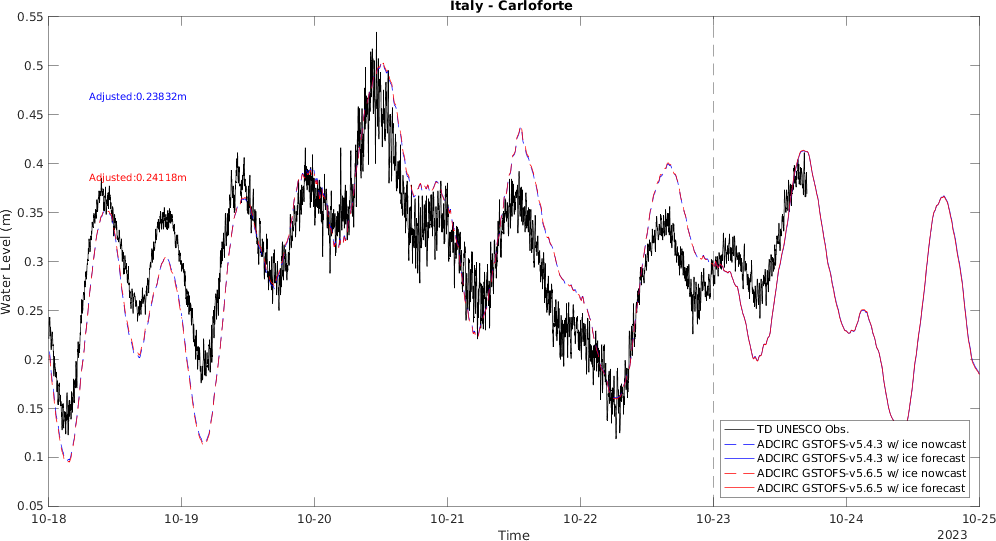 Italy - Carloforte
0.55
0.5
0.45
0.4
0.35
0.3
0.25
0.2
0.15
0.1
0.05
Water Level (m)
Adjusted:0.23832m
Adjusted:0.24118m
TD UNESCO Obs.
ADCIRC GSTOFS-v5.4.3 w/ ice nowcast
ADCIRC GSTOFS-v5.4.3 w/ ice forecast
ADCIRC GSTOFS-v5.6.5 w/ ice nowcast
ADCIRC GSTOFS-v5.6.5 w/ ice forecast
10-18 10-19 10-20 10-21 10-22 10-23 10-24 10-25
Time
2023